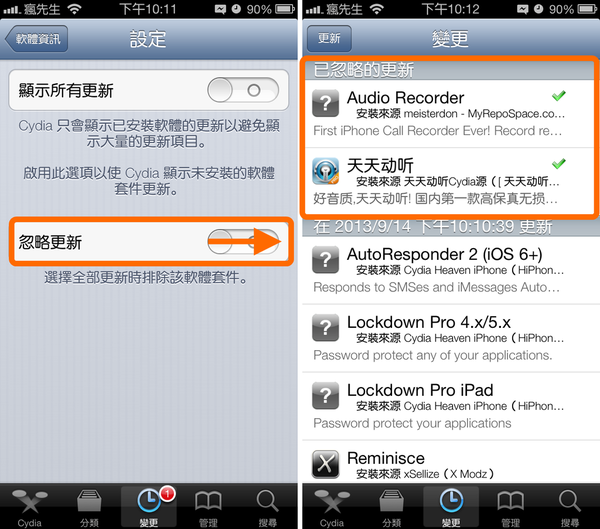 瘋先生
下午10:11
90%
軟體資訊
設定
顯示所有更新
Cydia 只會顯示已安裝軟體的更新以避免顯
示大量的更新項目。
啟用此選項以使 Cydia 顯示未安裝的軟體
套件更新。
忽略更新
選擇全部更新時排除該軟體套件。
Cydia
分類
1
變更
管理
搜尋
瘋先生
下午10:12
90%
更新
變更
已忽略的更新
Audio Recorder
安裝來源 meisterdon - MyRepoSpace.co…
First iPhone Call Recorder Ever! Record re…
天天动听
安裝來源 天天动听Cydia源（[ 天天动听…
好音质,天天动听! 国内第一款高保真无损…
在 2013/9/14 下午10:10:39 更新
AutoResponder 2 (iOS 6+)
安裝來源 Cydia Heaven iPhone（HiPhon…
Responds to SMSes and iMessages Auto…
Lockdown Pro 4.x/5.x
安裝來源 Cydia Heaven iPhone（HiPhon…
Password protect any of your applications.
Lockdown Pro iPad
安裝來源 Cydia Heaven iPhone（HiPhon…
Password protect your applications
Reminisce
安裝來源 xSellize（X Modz）
Cydia
分類
變更
管理
搜尋